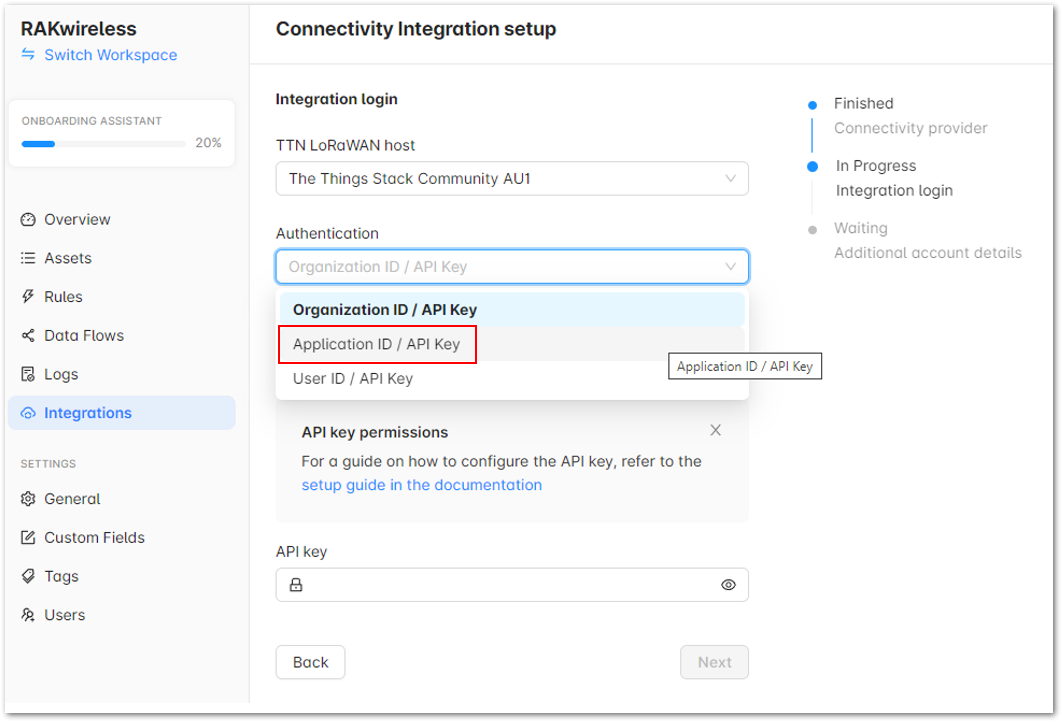 RAKwireless
Switch Workspace
ONBOARDING ASSISTANT
20%
Overview
Assets
Rules
Data Flows
Logs
Integrations
SETTINGS
General
Custom Fields
Tags
Users
Connectivity Integration setup
Integration login
TTN LoRaWAN host
The Things Stack Community AU1
Authentication
Organization ID / API Key
Organization ID / API Key
Application ID / API Key
Application ID / API Key
User ID / API Key
API key permissions
For a guide on how to configure the API key, refer to the
setup guide in the documentation
API key
Back
Next
Finished
Connectivity provider
In Progress
Integration login
Waiting
Additional account details